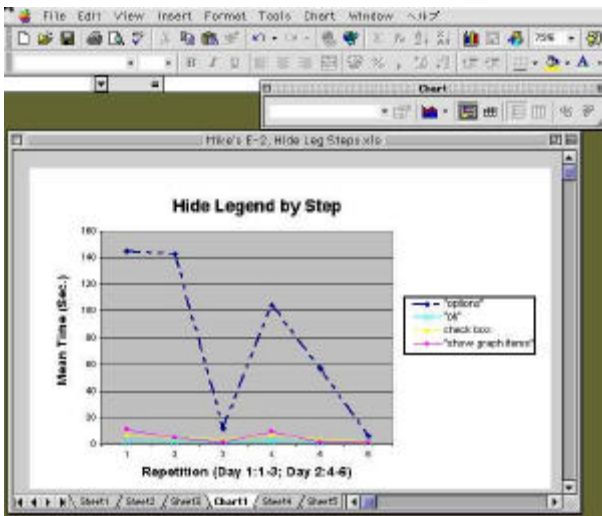 File Edit View Insert Format Tools Chart Window ヘルプ
75%
B I U
Chart
Mike's E-2, Hide Leg Steps.xls
Hide Legend by Step
Mean Time (Sec.)
160
140
120
100
80
60
40
20
0
1 2 3 4 5 6
Repetition (Day 1:1-3; Day 2:4-6)
"options"
"ok"
check box
"show graph items"
Sheet1 Sheet2 Sheet3 Chart1 Sheet4 Sheet5